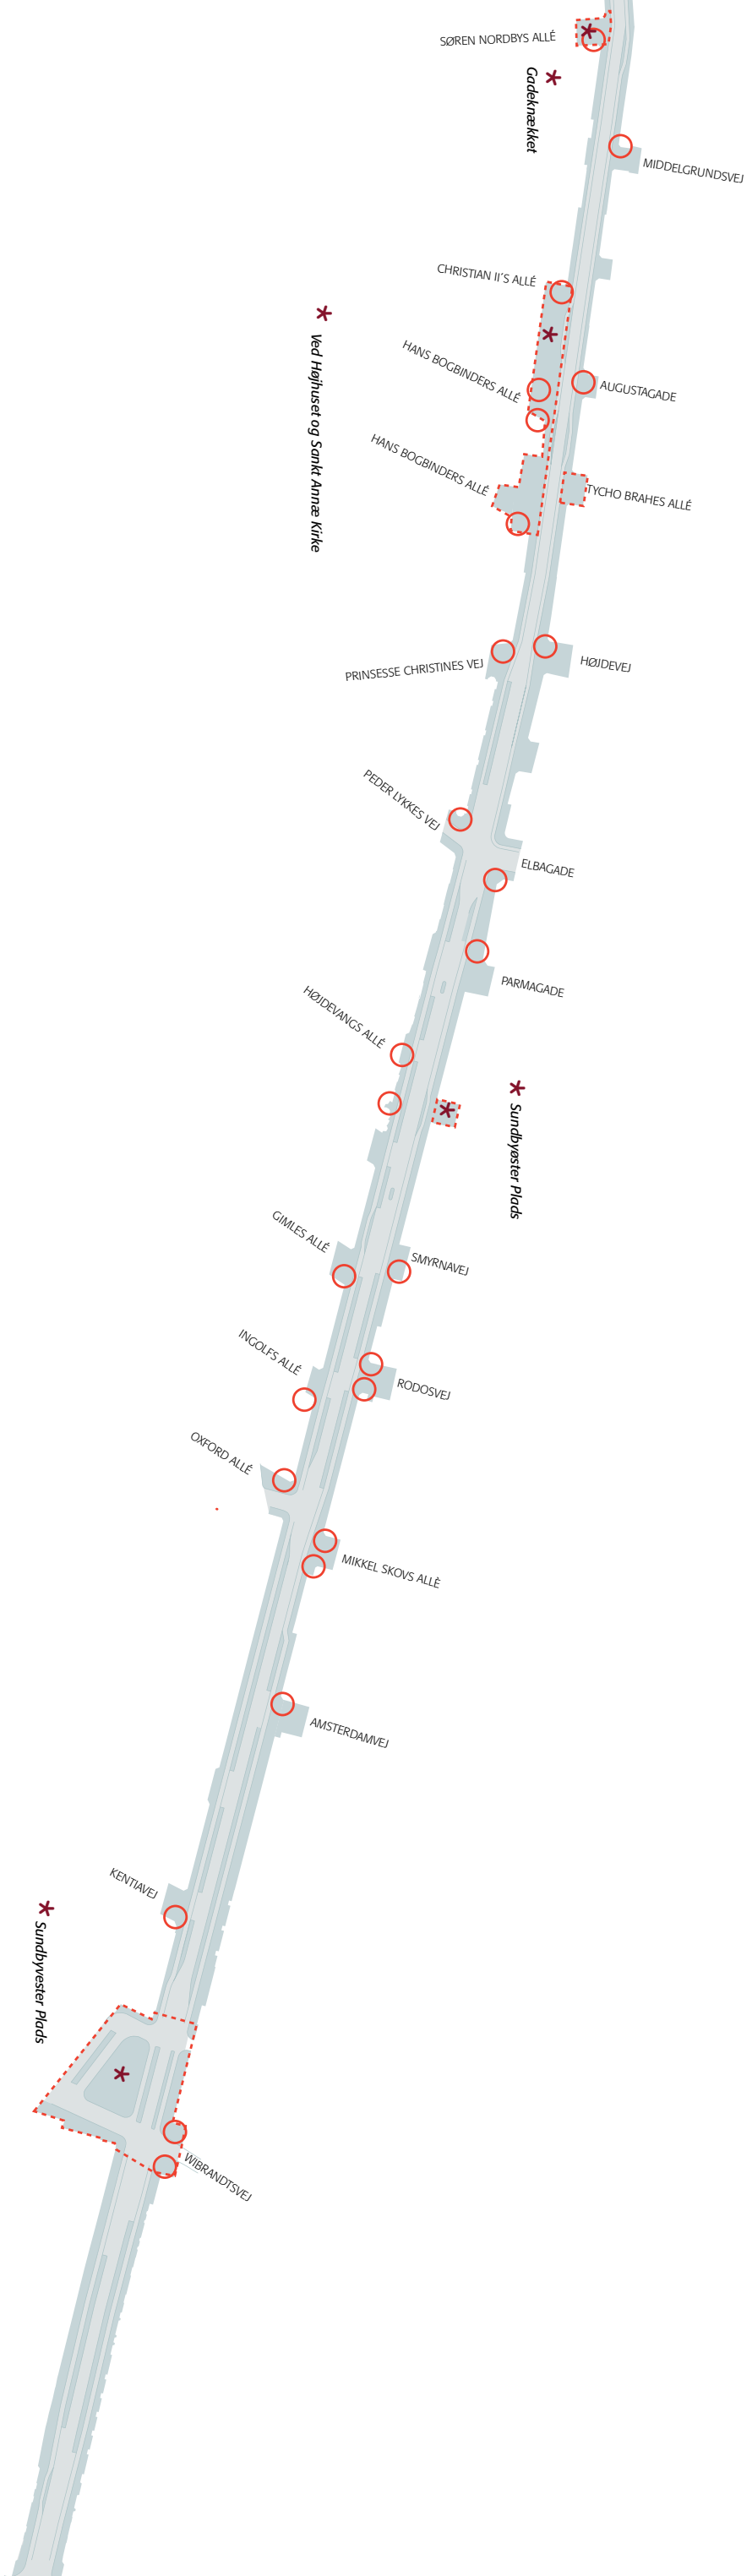 SØREN NORDBYS ALLÉ
Gadeknækket
MIDDELGRUNDSVEJ
CHRISTIAN II'S ALLÉ
Ved Højhuset og Sankt Annæ Kirke
HANS BOGBINDERS ALLÉ
AUGUSTAGADE
HANS BOGBINDERS ALLÉ
TYCHO BRAHES ALLÉ
PRINSESSE CHRISTINES VEJ
HØJDEVEJ
PEDER LYKKES VEJ
ELBAGADE
PARMAGADE
HØJDEVANGS ALLÉ
Sundbyøster Plads
GIMLES ALLÉ
SMYRNAVEJ
INGOLFS ALLÉ
RODOSVEJ
OXFORD ALLÉ
MIKKEL SKOVS ALLÉ
AMSTERDAMVEJ
KENTIAVEJ
Sundbyvester Plads
WIBRANDTSVEJ